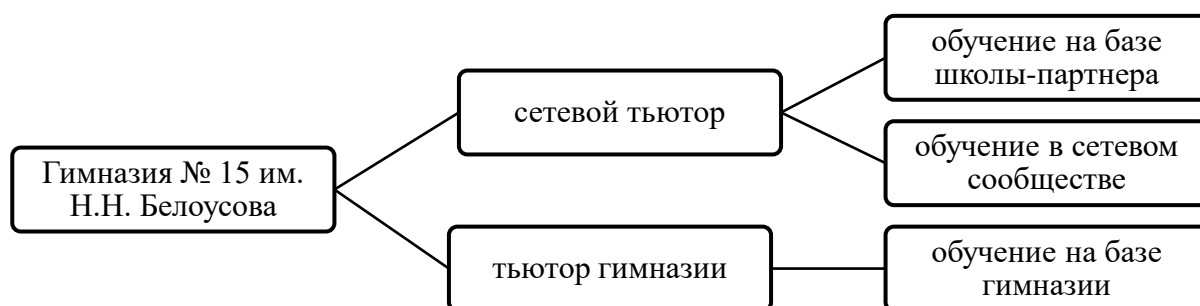 Гимназия № 15 им.
Н.Н. Белоусова
сетевой тьютор
обучение на базе
школы-партнера
обучение в сетевом
сообществе
тьютор гимназии
обучение на базе
гимназии